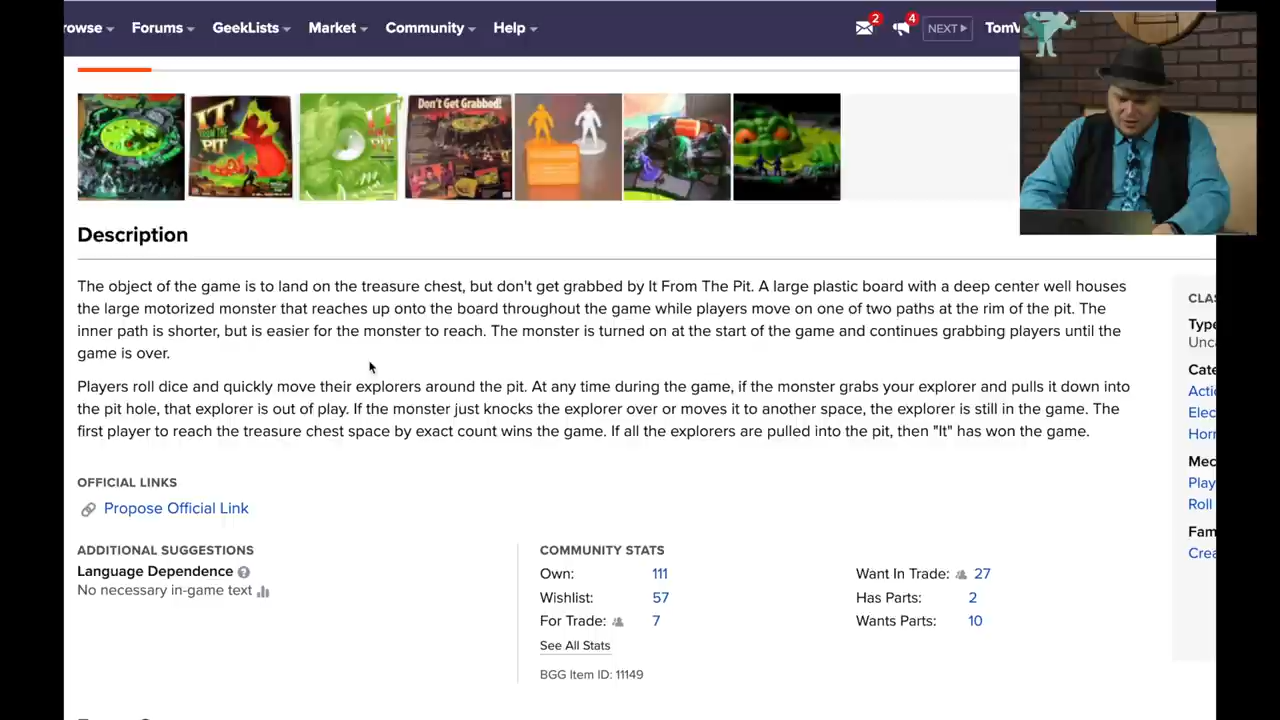 rowse
Forums
GeekLists
Market
Community
Help
2
4
NEXT
TomV
IT
FROM THE
PIT
IT
FROM THE
PIT
Don't Get Grabbed!
Description
The object of the game is to land on the treasure chest, but don't get grabbed by It From The Pit. A large plastic board with a deep center well houses
the large motorized monster that reaches up onto the board throughout the game while players move on one of two paths at the rim of the pit. The
inner path is shorter, but is easier for the monster to reach. The monster is turned on at the start of the game and continues grabbing players until the
game is over.
Players roll dice and quickly move their explorers around the pit. At any time during the game, if the monster grabs your explorer and pulls it down into
the pit hole, that explorer is out of play. If the monster just knocks the explorer over or moves it to another space, the explorer is still in the game. The
first player to reach the treasure chest space by exact count wins the game. If all the explorers are pulled into the pit, then "It" has won the game.
CLAS
Type
Unca
Cate
Actio
Elec
Horr
Mec
Play
Roll
Fam
Crea
OFFICIAL LINKS
Propose Official Link
ADDITIONAL SUGGESTIONS
Language Dependence
No necessary in-game text
COMMUNITY STATS
Own: 111
Wishlist: 57
For Trade: 7
See All Stats
Want In Trade: 27
Has Parts: 2
Wants Parts: 10
BGG Item ID: 11149